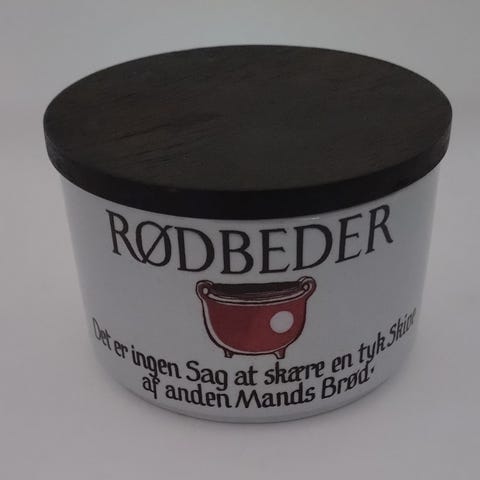 RØDBEDER
Det er ingen Sag at skære en tyk Skive
af anden Mands Brød.